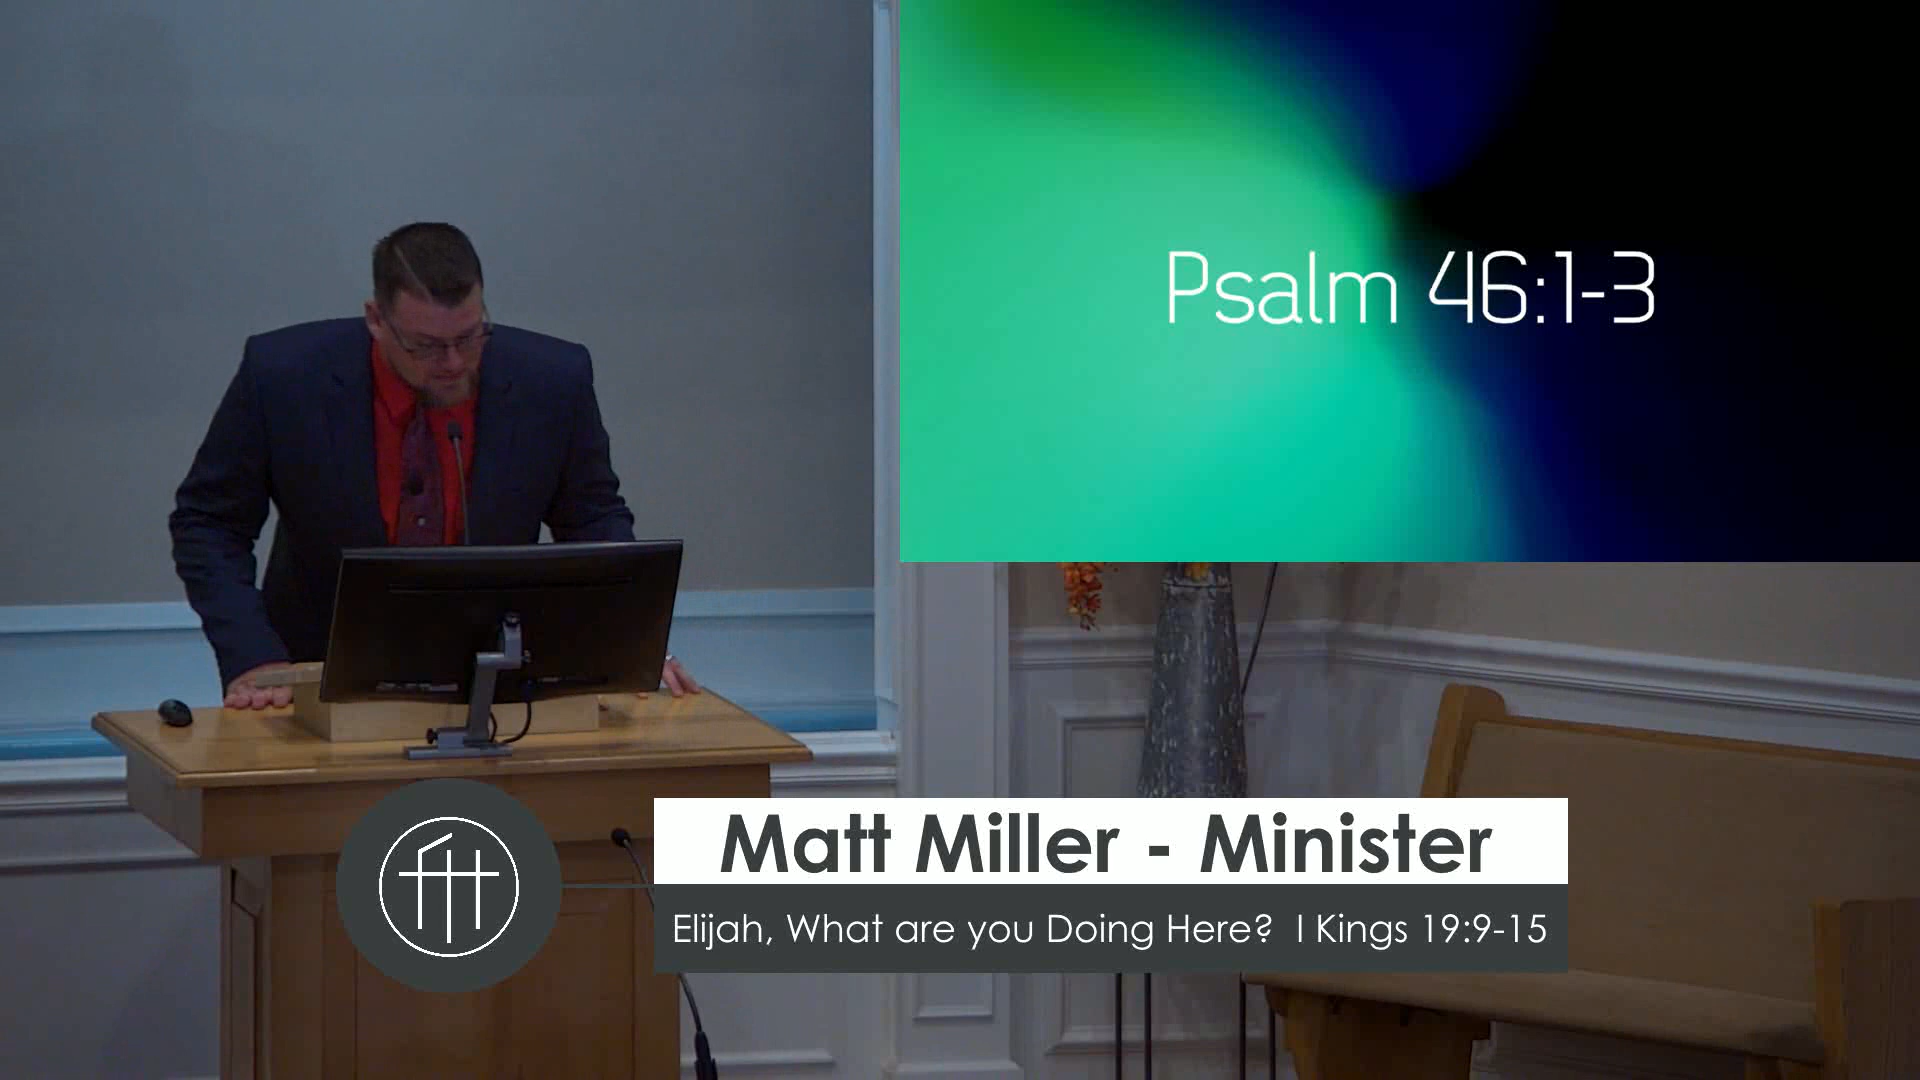 Psalm 46:1-3
Matt Miller - Minister
Elijah, What are you Doing Here?  I Kings 19:9-15